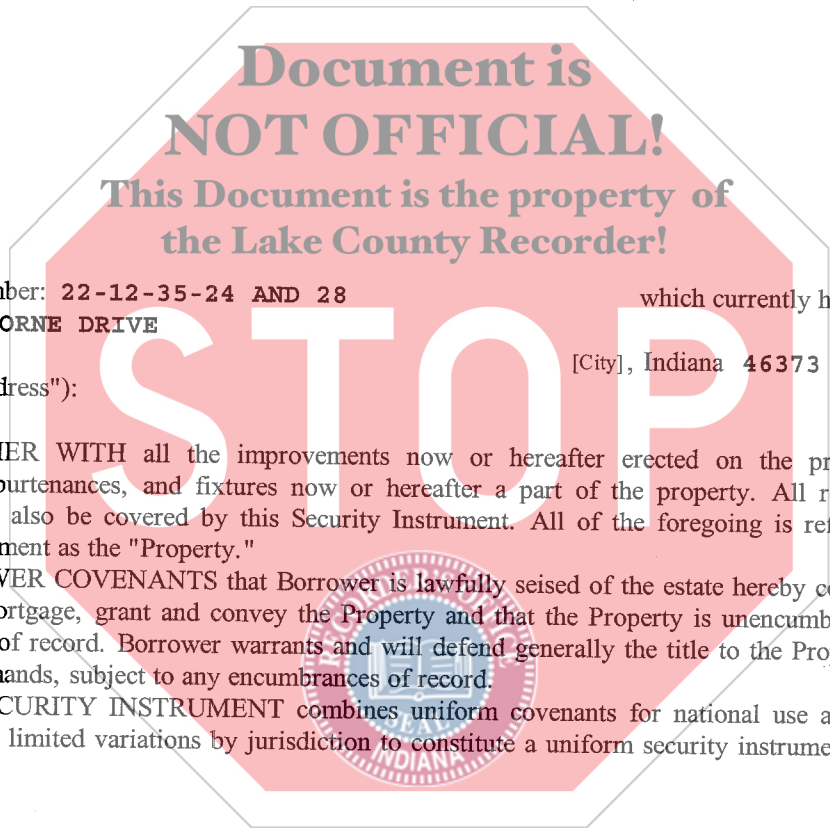 Document is
NOT OFFICIAL!
This Document is the property of
the Lake County Recorder!
ber: 22-12-35-24 AND 28 which currently h
ORNE DRIVE
[City], Indiana 46373
dress"):
STOP
ER WITH all the improvements now or hereafter erected on the pr
purtenances, and fixtures now or hereafter a part of the property. All r
also be covered by this Security Instrument. All of the foregoing is ref
ment as the "Property."
VER COVENANTS that Borrower is lawfully seised of the estate hereby co
ortgage, grant and convey the Property and that the Property is unencumb
of record. Borrower warrants and will defend generally the title to the Pro
ands, subject to any encumbrances of record.
CURITY INSTRUMENT combines uniform covenants for national use a
limited variations by jurisdiction to constitute a uniform security instrume
RECORDER'S OFFICE
SEAL
INDIANA